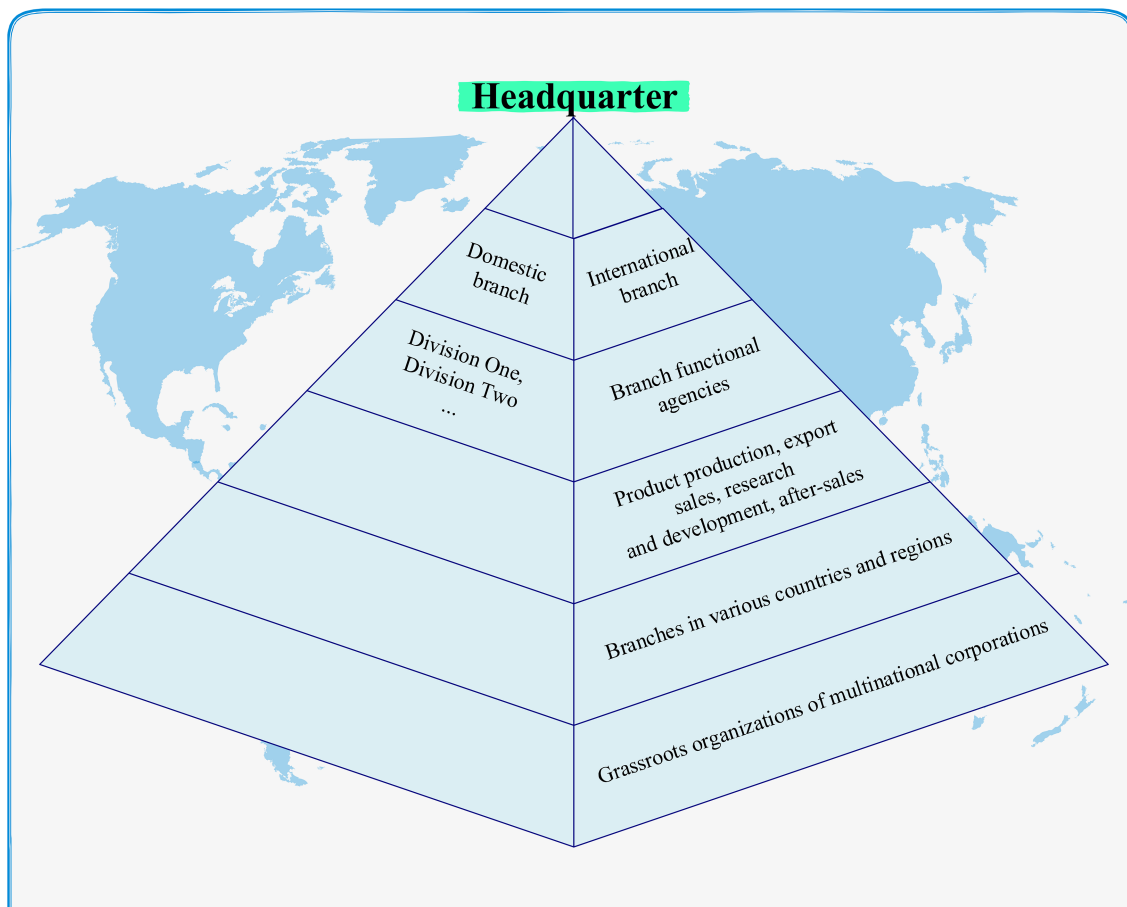 Headquarter
Domestic
branch
International
branch
Division One,
Division Two
...
Branch functional
agencies
Product production, export
sales, research
and development, after-sales
Branches in various countries and regions
Grassroots organizations of multinational corporations